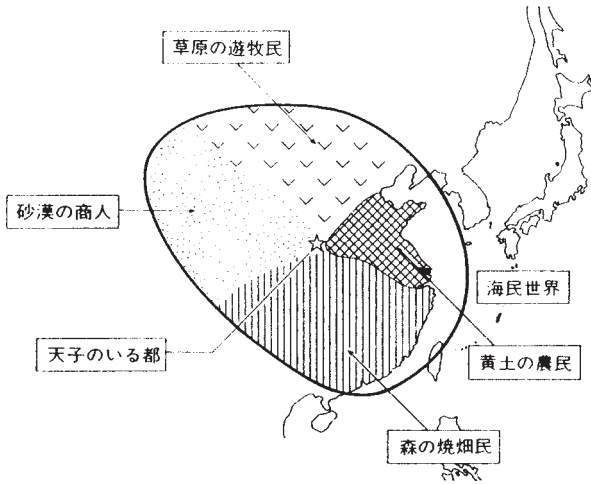 草原の遊牧民
砂漠の商人
海民世界
天子のいる都
黄土の農民
森の焼畑民